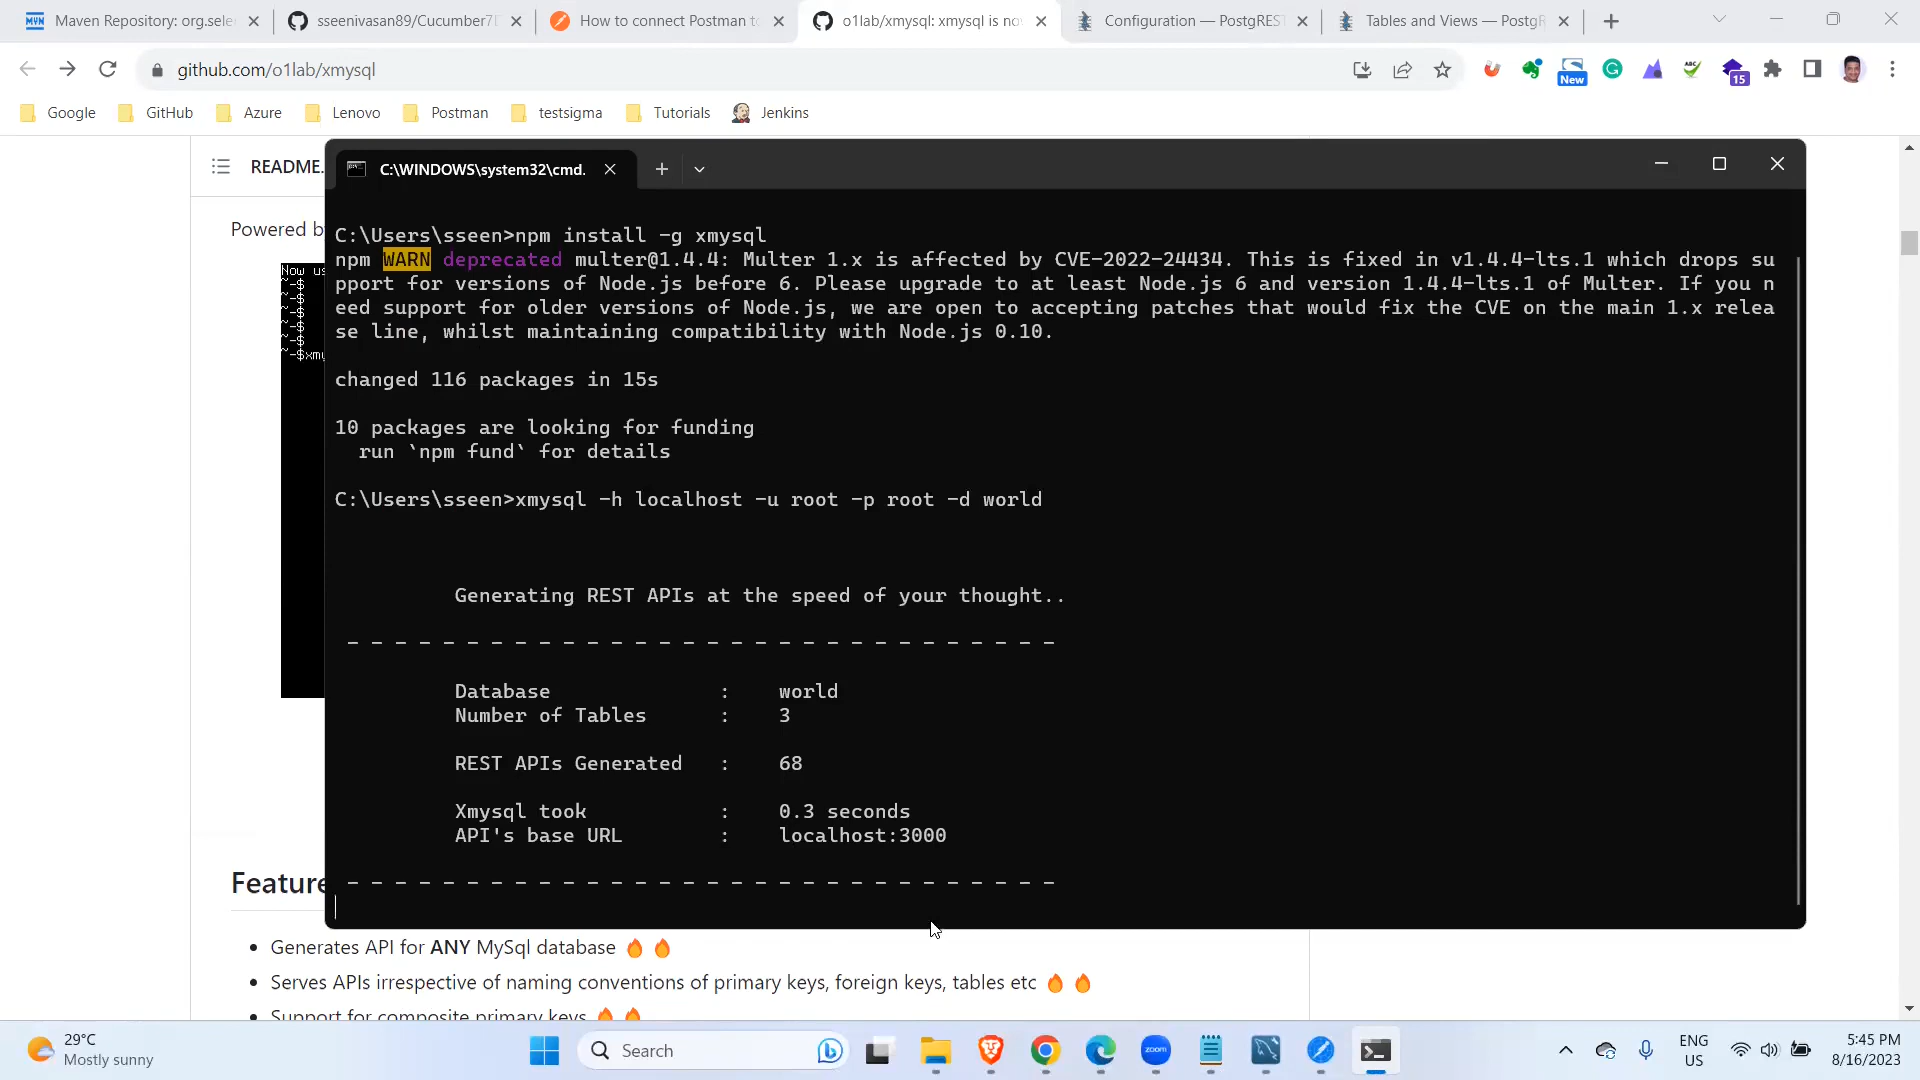 Maven Repository: org.sele
sseenivasan89/Cucumber7
How to connect Postman to
o1lab/xmysql: xmysql is no
Configuration — PostgREST
Tables and Views — PostgR
github.com/o1lab/xmysql
New
15
Google
GitHub
Azure
Lenovo
Postman
testsigma
Tutorials
Jenkins
README.
Powered by
Now us
~-$
~-$
~-$
~-$
~-$
~-$xmy
C:\WINDOWS\system32\cmd.
C:\Users\sseen>npm install -g xmysql
npm WARN deprecated multer@1.4.4: Multer 1.x is affected by CVE-2022-24434. This is fixed in v1.4.4-lts.1 which drops su
pport for versions of Node.js before 6. Please upgrade to at least Node.js 6 and version 1.4.4-lts.1 of Multer. If you n
eed support for older versions of Node.js, we are open to accepting patches that would fix the CVE on the main 1.x relea
se line, whilst maintaining compatibility with Node.js 0.10.
changed 116 packages in 15s
10 packages are looking for funding
run `npm fund` for details
C:\Users\sseen>xmysql -h localhost -u root -p root -d world
Generating REST APIs at the speed of your thought..
- - - - - - - - - - - - - - - - - - - - - - - - - - - - - -
Database : world
Number of Tables : 3
REST APIs Generated : 68
Xmysql took : 0.3 seconds
API's base URL : localhost:3000
- - - - - - - - - - - - - - - - - - - - - - - - - - - - - -
Feature
• Generates API for ANY MySql database 🔥 🔥
• Serves APIs irrespective of naming conventions of primary keys, foreign keys, tables etc 🔥 🔥
• Support for composite primary keys 🔥 🔥
29°C
Mostly sunny
Search
zoom
ENG
US
5:45 PM
8/16/2023